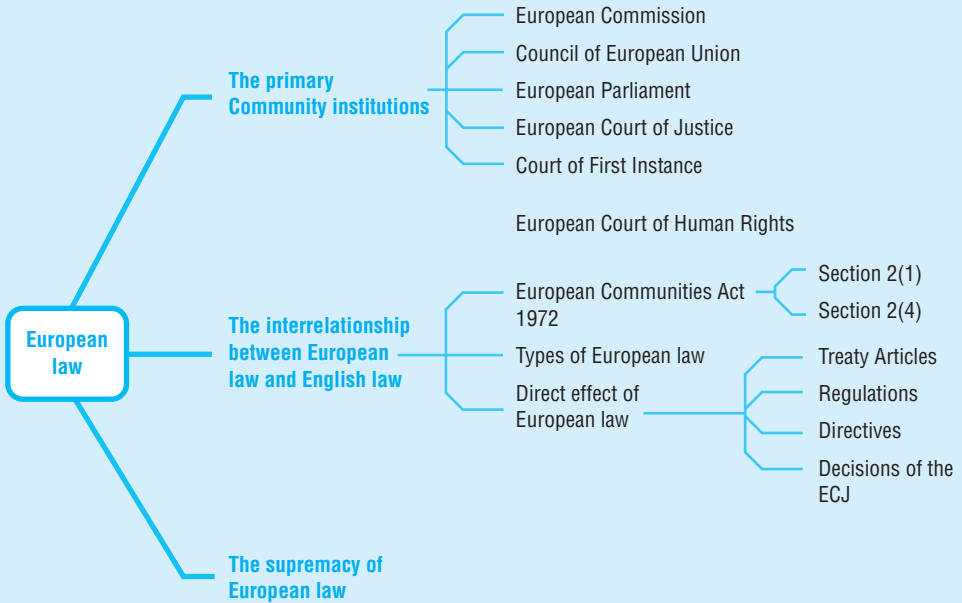 European
law
The primary
Community institutions
European Commission
Council of European Union
European Parliament
European Court of Justice
Court of First Instance
European Court of Human Rights
The interrelationship
between European
law and English law
European Communities Act
1972
Section 2(1)
Section 2(4)
Types of European law
Direct effect of
European law
Treaty Articles
Regulations
Directives
Decisions of the
ECJ
The supremacy of
European law